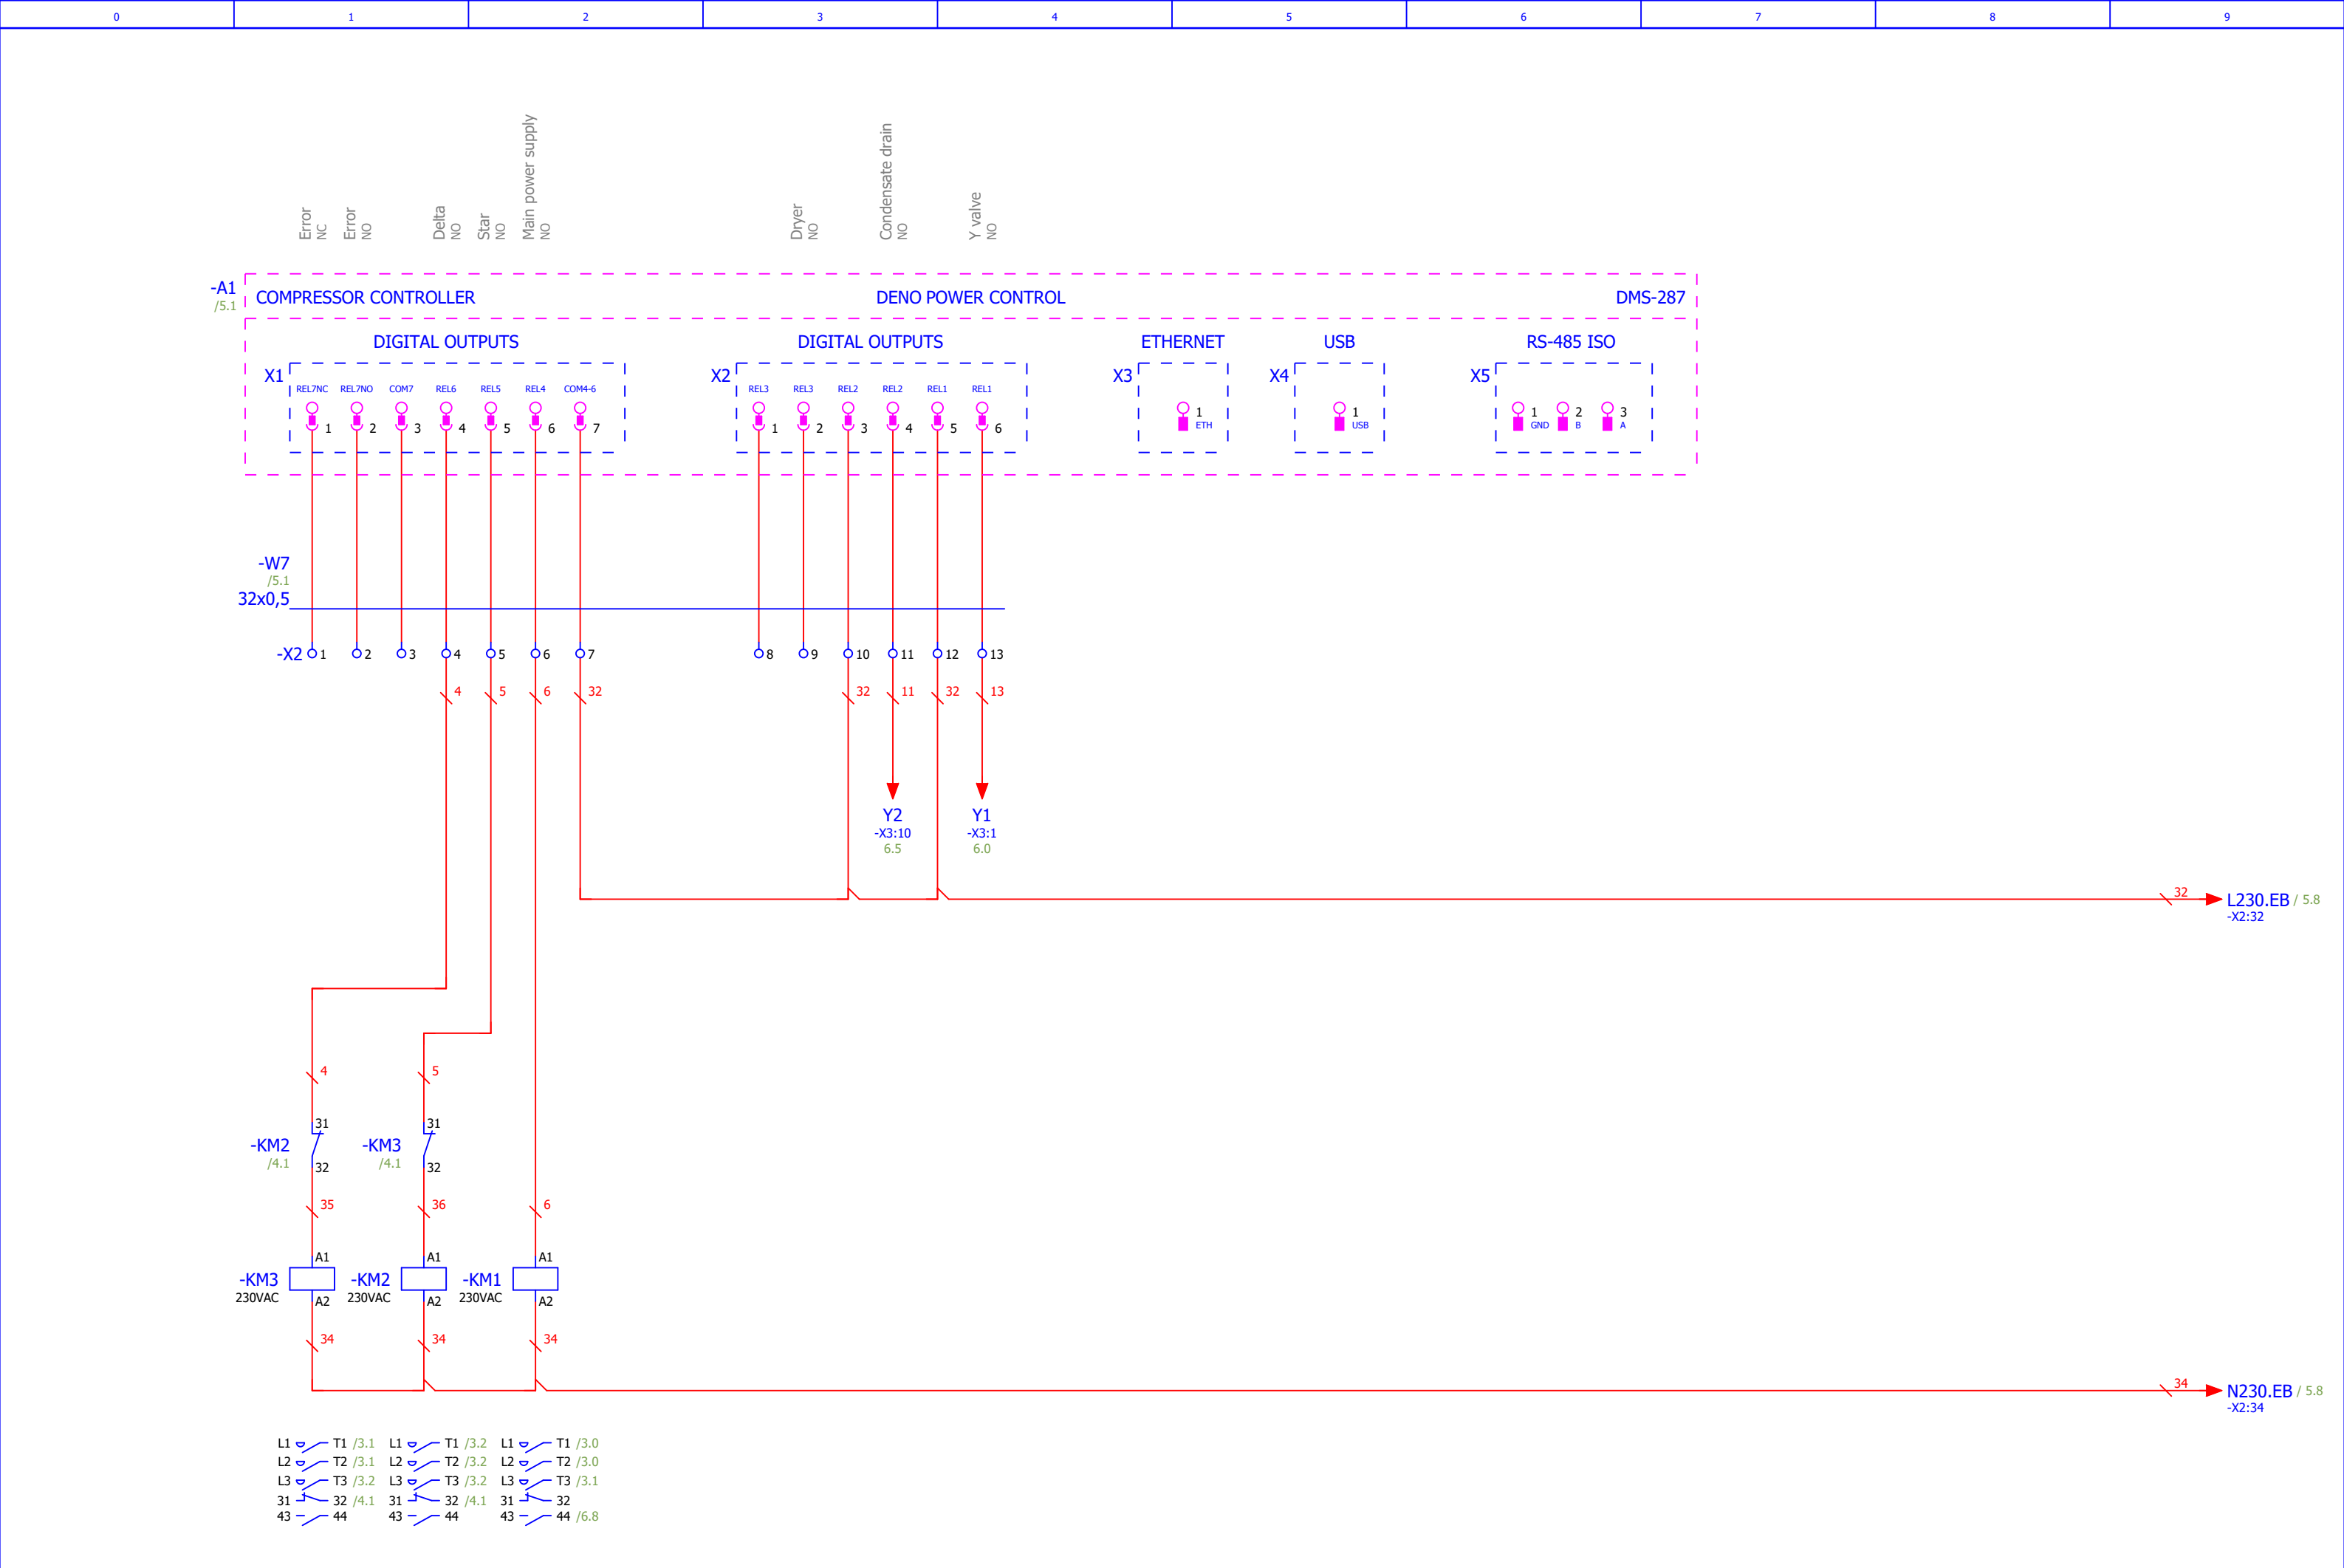 0 1 2 3 4 5 6 7 8 9
Error
NC
Error
NO
Delta
NO
Star
NO
Main power supply
NO
Dryer
NO
Condensate drain
NO
Y valve
NO
-A1
/5.1
COMPRESSOR CONTROLLER DENO POWER CONTROL DMS-287
DIGITAL OUTPUTS DIGITAL OUTPUTS ETHERNET USB RS-485 ISO
X1 X2 X3 X4 X5
REL7NC REL7NO COM7 REL6 REL5 REL4 COM4-6 REL3 REL3 REL2 REL2 REL1 REL1
1 1 1 2 3
1 2 3 4 5 6 7 1 2 3 4 5 6 ETH USB GND B A
-W7
/5.1
32x0,5
-X2 1 2 3 4 5 6 7 8 9 10 11 12 13
4 5 6 32 32 11 32 13
Y2 Y1
-X3:10 -X3:1
6.5 6.0
32
L230.EB / 5.8
-X2:32
4 5
31 31
-KM2 -KM3
/4.1 /4.1
32 32
35 36 6
A1 A1 A1
-KM3 -KM2 -KM1
230VAC 230VAC 230VAC
A2 A2 A2
34 34 34
34
N230.EB / 5.8
-X2:34
L1 T1 /3.1 L1 T1 /3.2 L1 T1 /3.0
L2 T2 /3.1 L2 T2 /3.2 L2 T2 /3.0
L3 T3 /3.2 L3 T3 /3.2 L3 T3 /3.1
31 32 /4.1 31 32 /4.1 31 32
43 44 43 44 43 44 /6.8